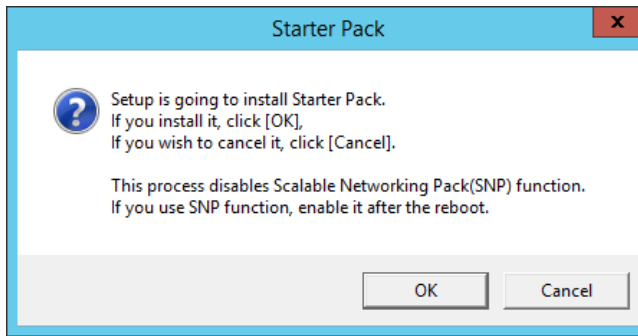 Starter Pack
x
Setup is going to install Starter Pack.
If you install it, click [OK],
If you wish to cancel it, click [Cancel].
This process disables Scalable Networking Pack(SNP) function.
If you use SNP function, enable it after the reboot.
OK
Cancel